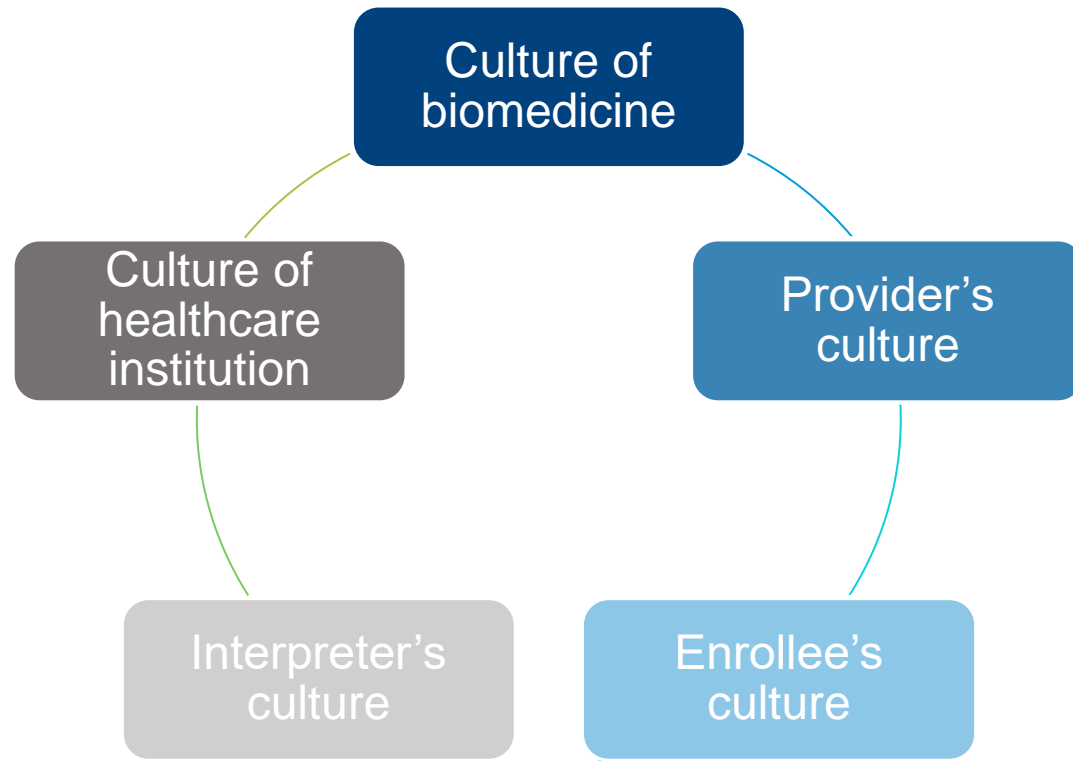 Culture of
biomedicine
Culture of
healthcare
institution
Provider’s
culture
Interpreter’s
culture
Enrollee’s
culture